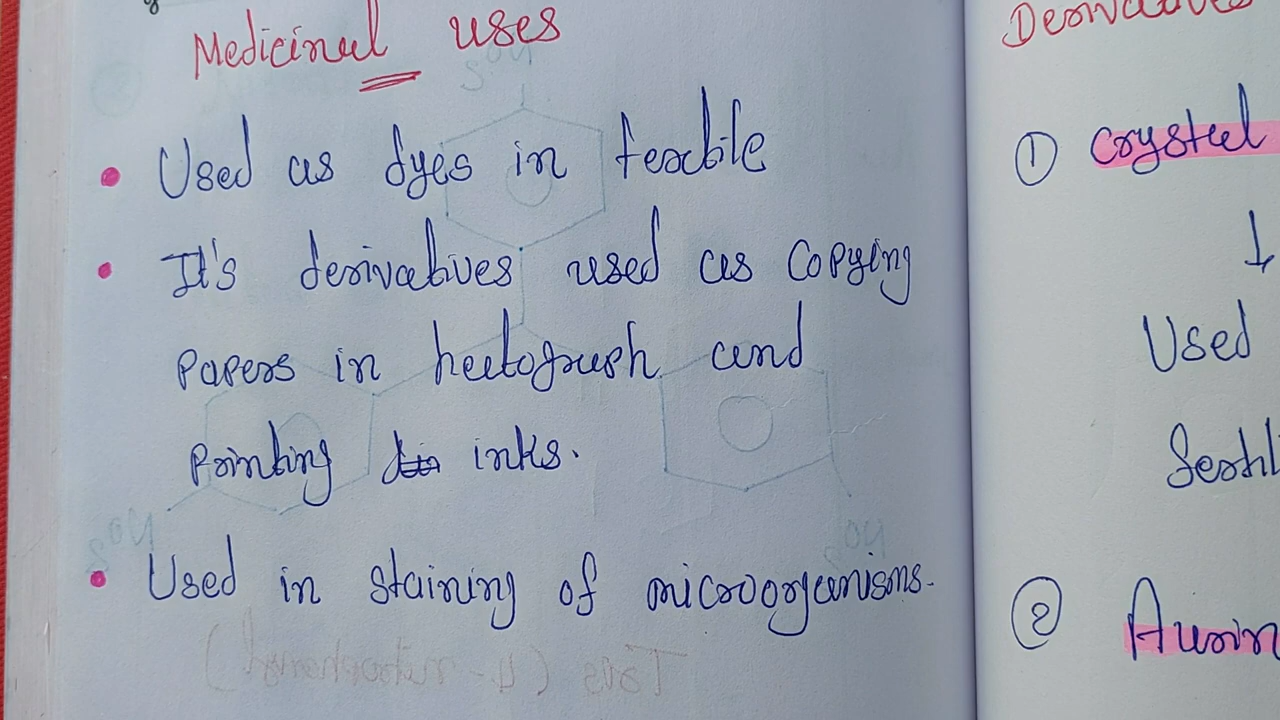 Medicinal uses
• Used as dyes in textile
• It's derivatives used as copying
papers in hectograph and
printing inks.
• Used in staining of microorganisms.
Derivatives
① Crystal
↓
Used
② Aurin